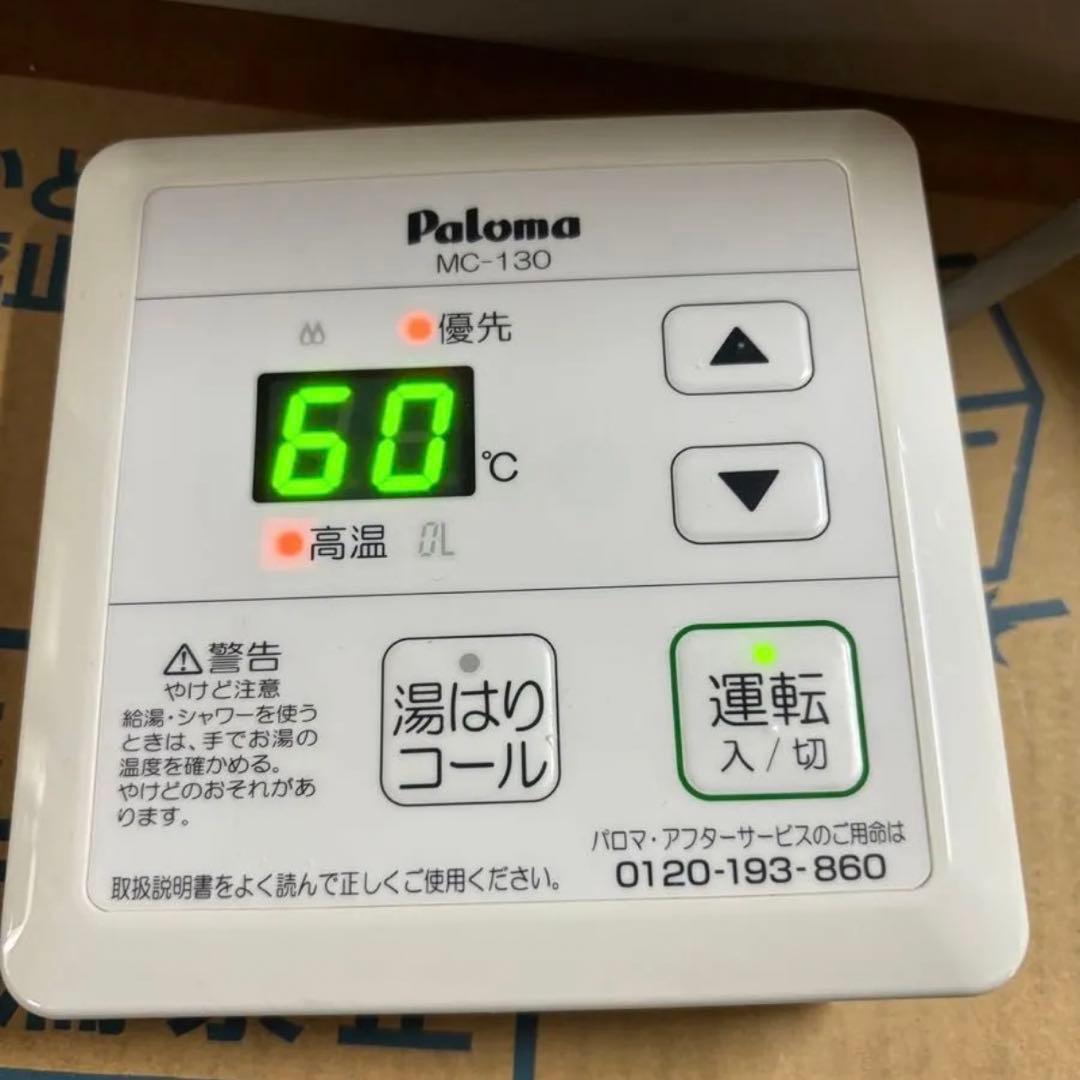 Paloma
MC-130
優先
60
℃
高温 0L
▲
▼
⚠警告
やけど注意
給湯・シャワーを使う
ときは、手でお湯の
温度を確かめる。
やけどのおそれがあ
ります。
湯はり
コール
運転
入/切
パロマ・アフターサービスのご用命は
0120-193-860
取扱説明書をよく読んで正しくご使用ください。